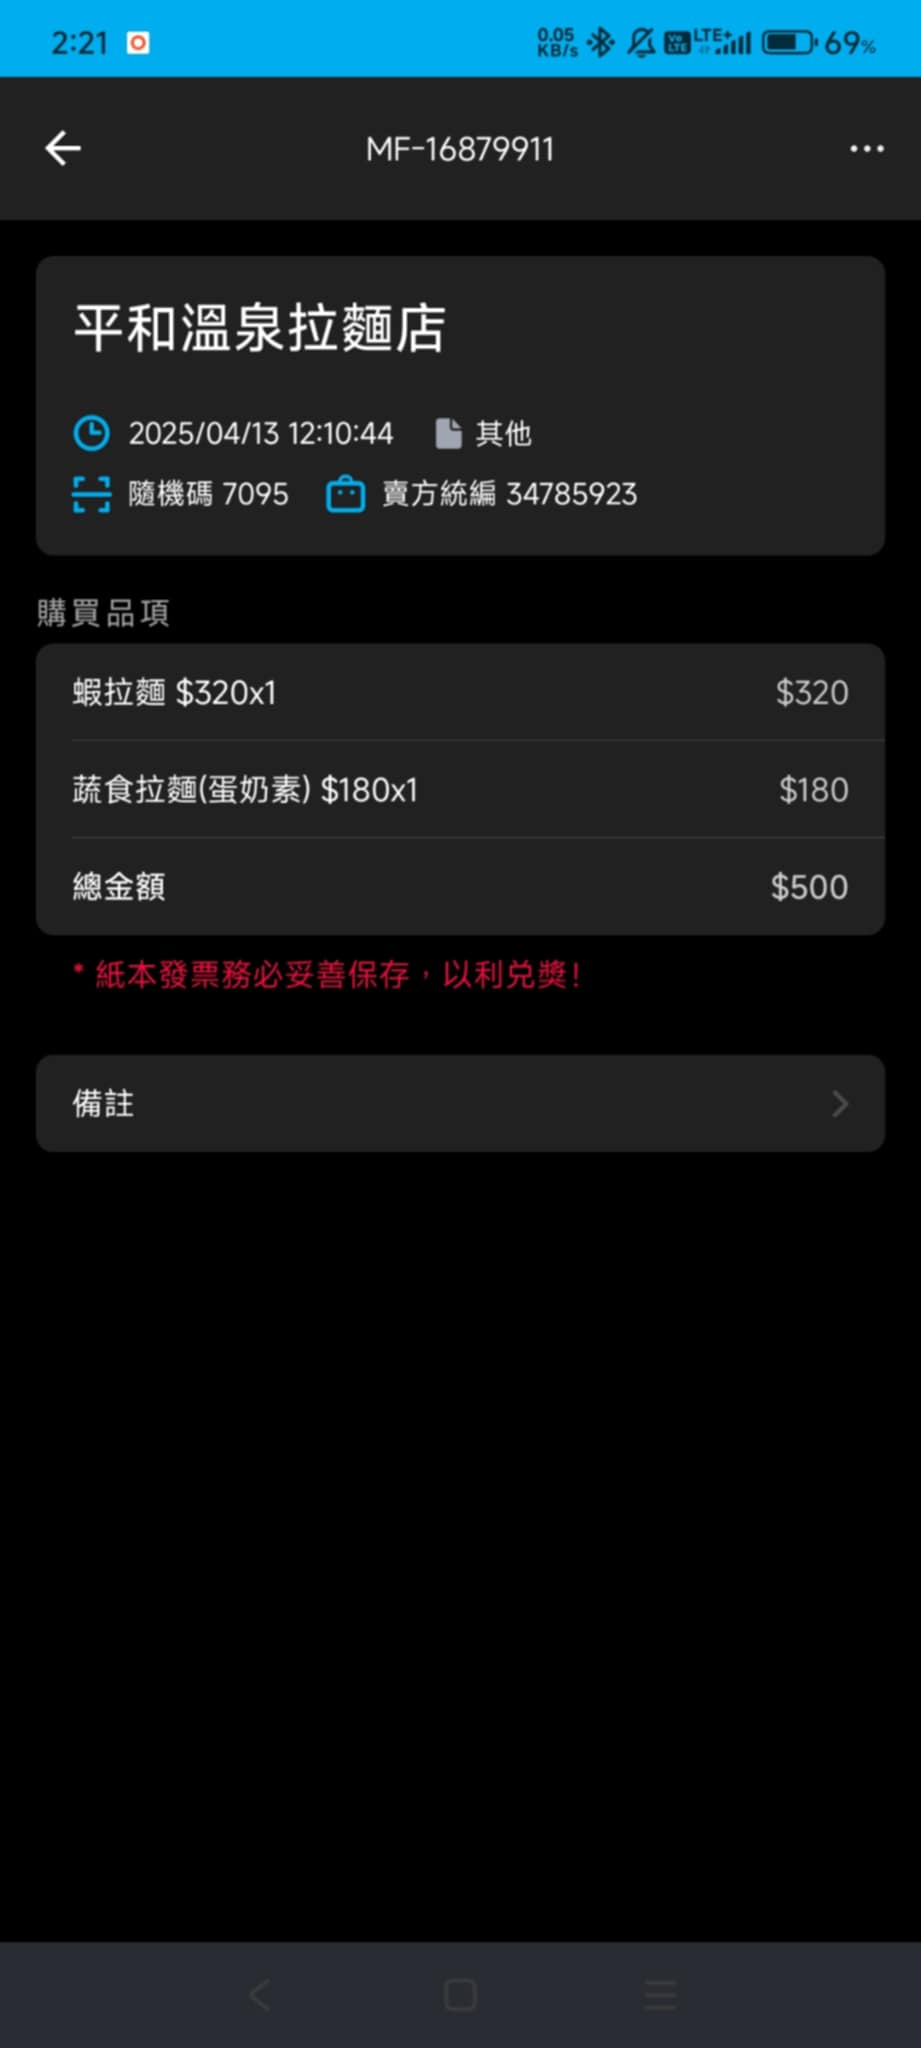 2:21 0.05 KB/s Vo LTE LTE+ 69%
MF-16879911
平和溫泉拉麵店
2025/04/13 12:10:44 其他
隨機碼 7095 賣方統編 34785923
購買品項
蝦拉麵 $320x1 $320
蔬食拉麵(蛋奶素) $180x1 $180
總金額 $500
* 紙本發票務必妥善保存，以利兌獎!
備註